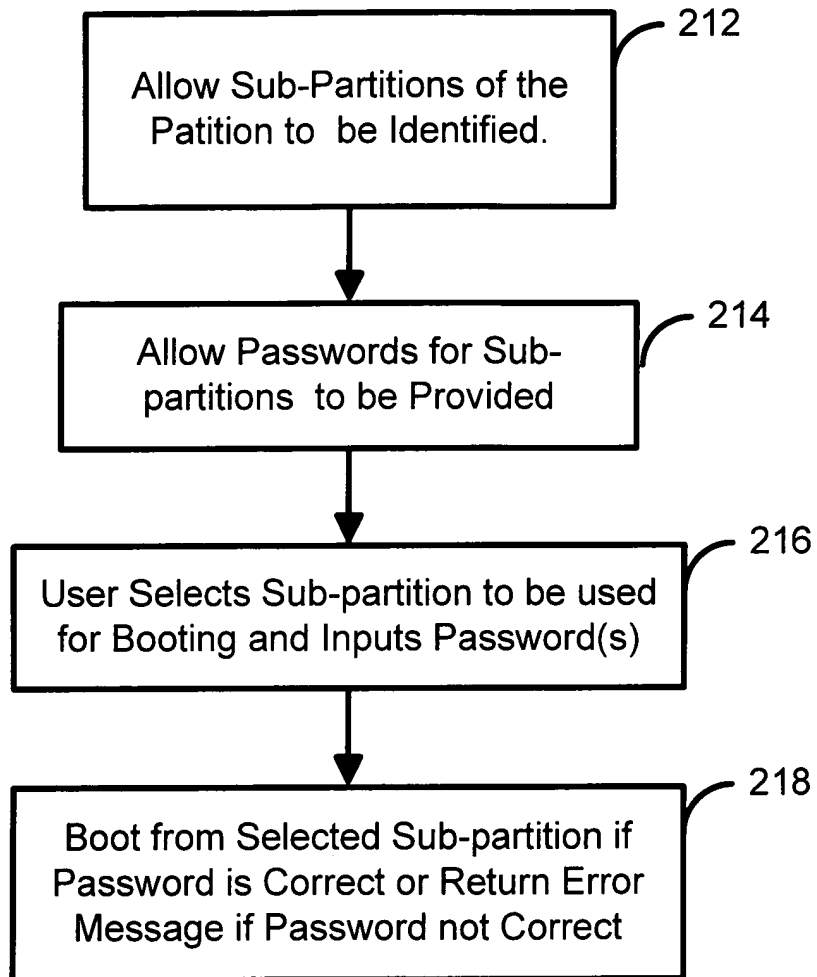 212
Allow Sub-Partitions of the
Patition to be Identified.
214
Allow Passwords for Sub-
partitions to be Provided
216
User Selects Sub-partition to be used
for Booting and Inputs Password(s)
218
Boot from Selected Sub-partition if
Password is Correct or Return Error
Message if Password not Correct